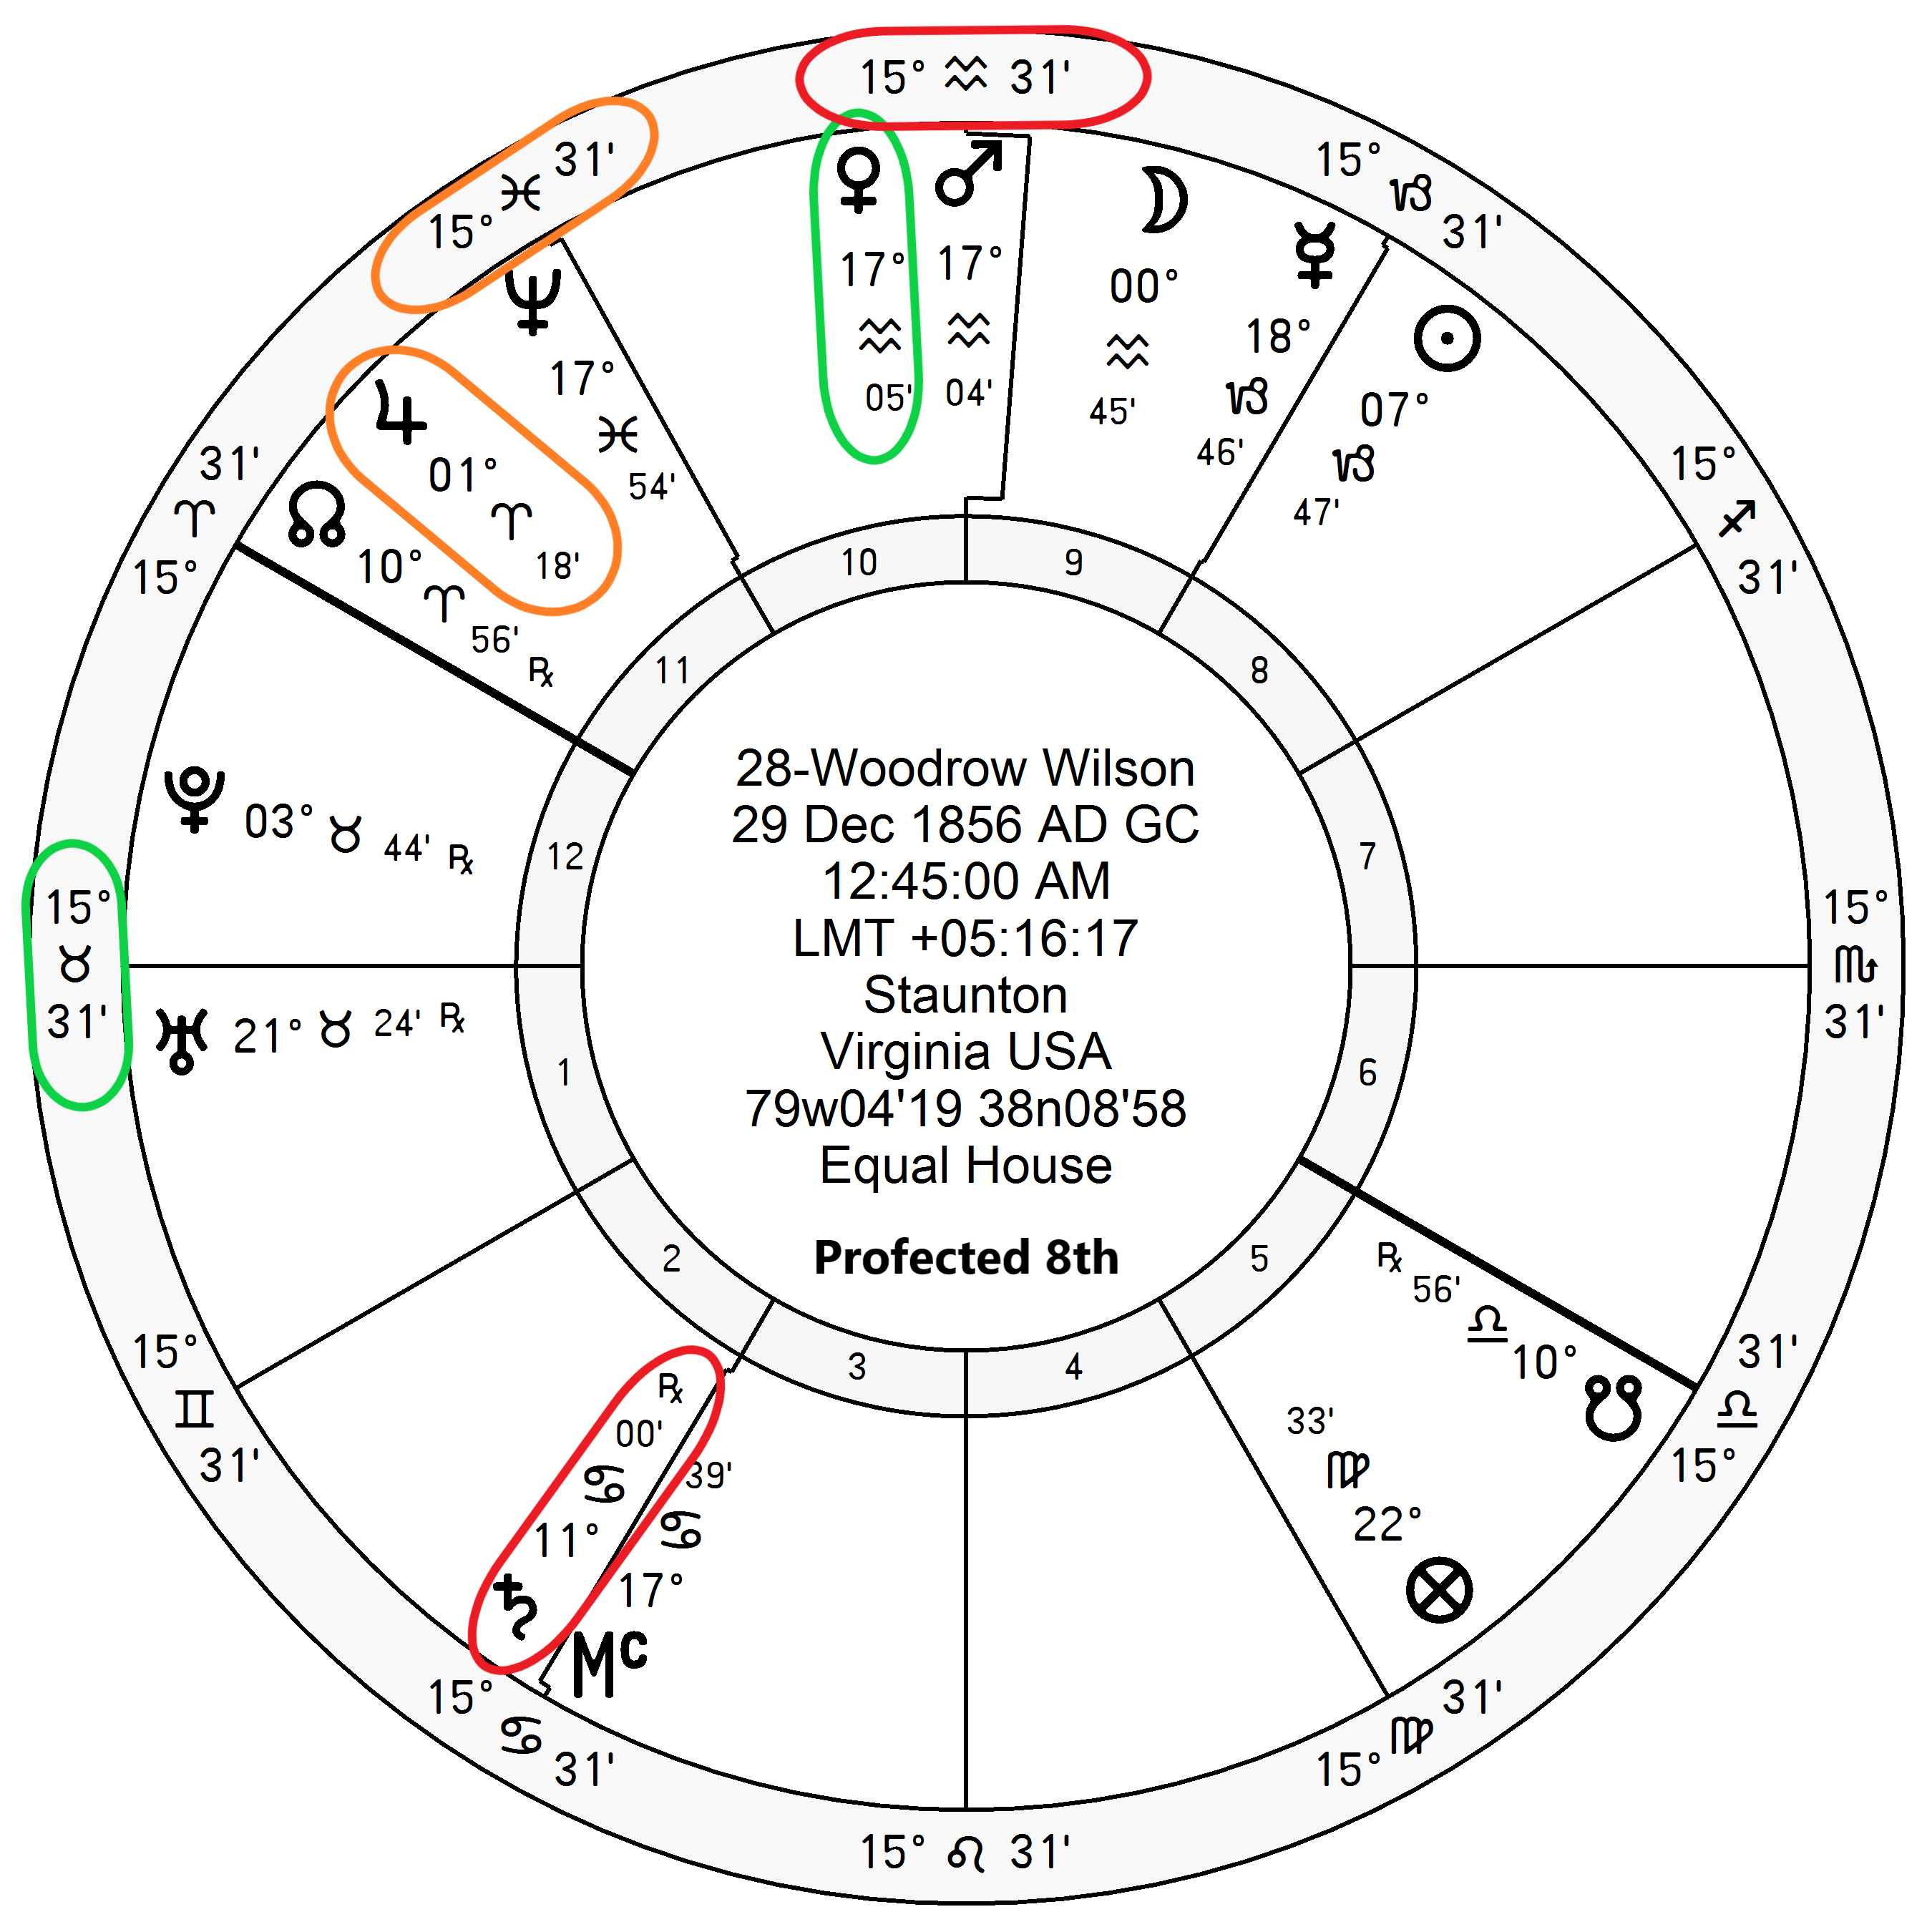 15° ♒ 31'
15° ♓ 31'
15° ♑ 31'
♀ 17° ♒ 05'
♂ 17° ♒ 04'
☽ 00° ♒ 45'
☿ 18° ♑ 46'
☉ 07° ♑ 47'
♆ 17° ♓ 54'
♃ 01° ♈ 18'
☊ 10° ♈ 56' ℞
15° ♈ 31'
15° ♐ 31'
10
9
11
8
♇ 03° ♉ 44' ℞
12
7
15° ♉ 31'
15° ♏ 31'
♅ 21° ♉ 24' ℞
1
6
28-Woodrow Wilson
29 Dec 1856 AD GC
12:45:00 AM
LMT +05:16:17
Staunton
Virginia USA
79w04'19 38n08'58
Equal House
Profected 8th
2
5
3
4
15° ♊ 31'
15° ♎ 31'
♄ 11° ♋ 00' ℞
Mc 17° ♋ 39'
☋ 10° ♎ 56' ℞
⊗ 22° ♍ 33'
15° ♋ 31'
15° ♍ 31'
15° ♌ 31'